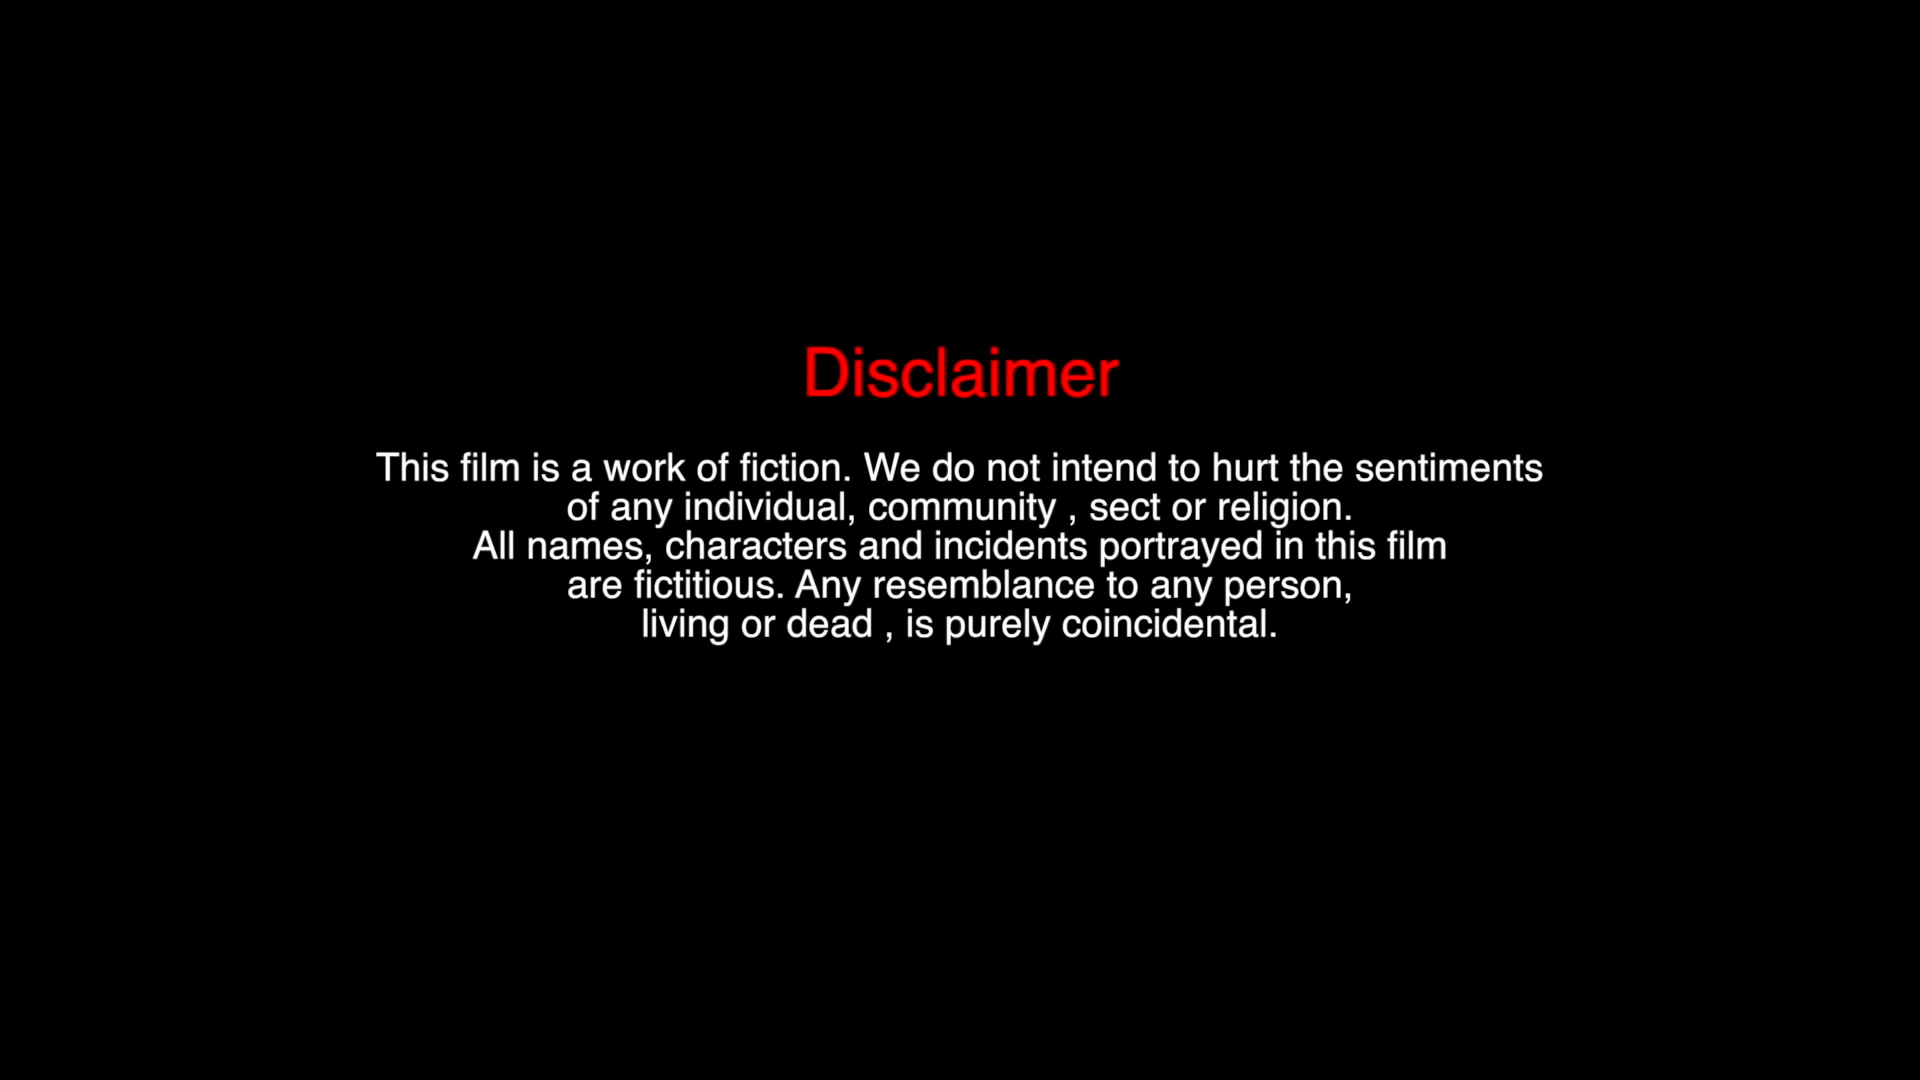 Disclaimer
This film is a work of fiction. We do not intend to hurt the sentiments
of any individual, community , sect or religion.
All names, characters and incidents portrayed in this film
are fictitious. Any resemblance to any person,
living or dead , is purely coincidental.